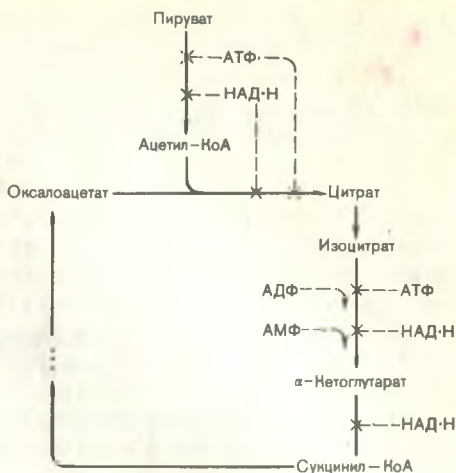 Пируват
АТФ
НАД·Н
Ацетил-КоА
Оксалоацетат
Цитрат
Изоцитрат
АДФ
АТФ
АМФ
НАД·Н
α-Кетоглутарат
НАД·Н
Сукцинил-КоА